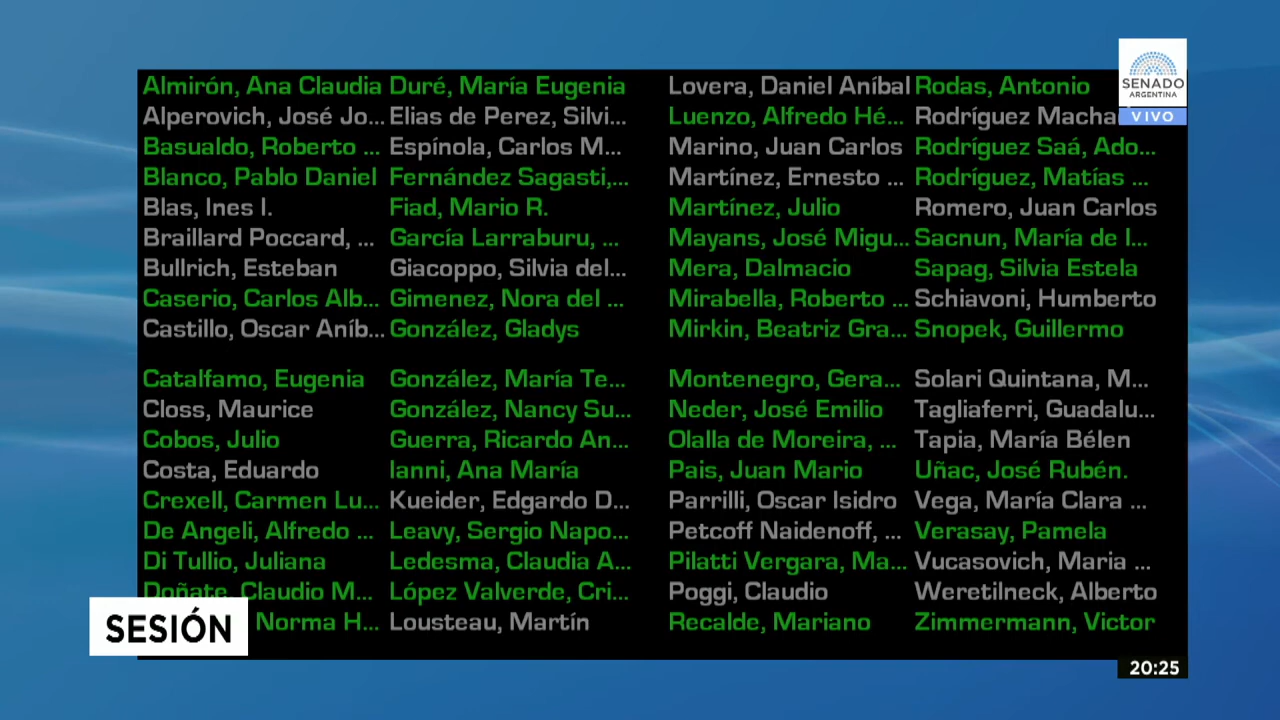 Almirón, Ana Claudia Duré, María Eugenia Lovera, Daniel Aníbal Rodas, Antonio
Alperovich, José Jo... Elias de Perez, Silvi... Luenzo, Alfredo Hé... Rodríguez Macha
Basualdo, Roberto ... Espínola, Carlos M... Marino, Juan Carlos Rodríguez Saá, Ado...
Blanco, Pablo Daniel Fernández Sagasti,... Martínez, Ernesto ... Rodríguez, Matías ...
Blas, Ines I. Fiad, Mario R. Martínez, Julio Romero, Juan Carlos
Braillard Poccard, ... García Larraburu, ... Mayans, José Migu... Sacnun, María de l...
Bullrich, Esteban Giacoppo, Silvia del... Mera, Dalmacio Sapag, Silvia Estela
Caserio, Carlos Alb... Gimenez, Nora del ... Mirabella, Roberto ... Schiavoni, Humberto
Castillo, Oscar Aníb... González, Gladys Mirkin, Beatriz Gra... Snopek, Guillermo
Catalfamo, Eugenia González, María Te... Montenegro, Gera... Solari Quintana, M...
Closs, Maurice González, Nancy Su... Neder, José Emilio Tagliaferri, Guadalu...
Cobos, Julio Guerra, Ricardo An... Olalla de Moreira, ... Tapia, María Bélen
Costa, Eduardo Ianni, Ana María Pais, Juan Mario Uñac, José Rubén.
Crexell, Carmen Lu... Kueider, Edgardo D... Parrilli, Oscar Isidro Vega, María Clara ...
De Angeli, Alfredo ... Leavy, Sergio Napo... Petcoff Naidenoff, ... Verasay, Pamela
Di Tullio, Juliana Ledesma, Claudia A... Pilatti Vergara, Ma... Vucasovich, Maria ...
Doñate, Claudio M... López Valverde, Cri... Poggi, Claudio Weretilneck, Alberto
Norma H... Lousteau, Martín Recalde, Mariano Zimmermann, Victor
SENADO
ARGENTINA
VIVO
SESIÓN
20:25